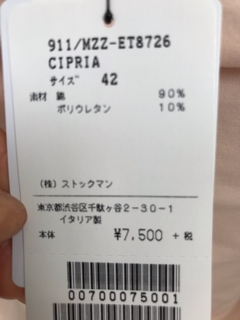 911/MZZ-ET8726
CIPRIA
サイズ 42
素材 綿 90%
ポリウレタン 10%
(株) ストックマン
東京都渋谷区千駄ヶ谷2-30-1
イタリア製
本体 ¥7,500 +税
00700075001